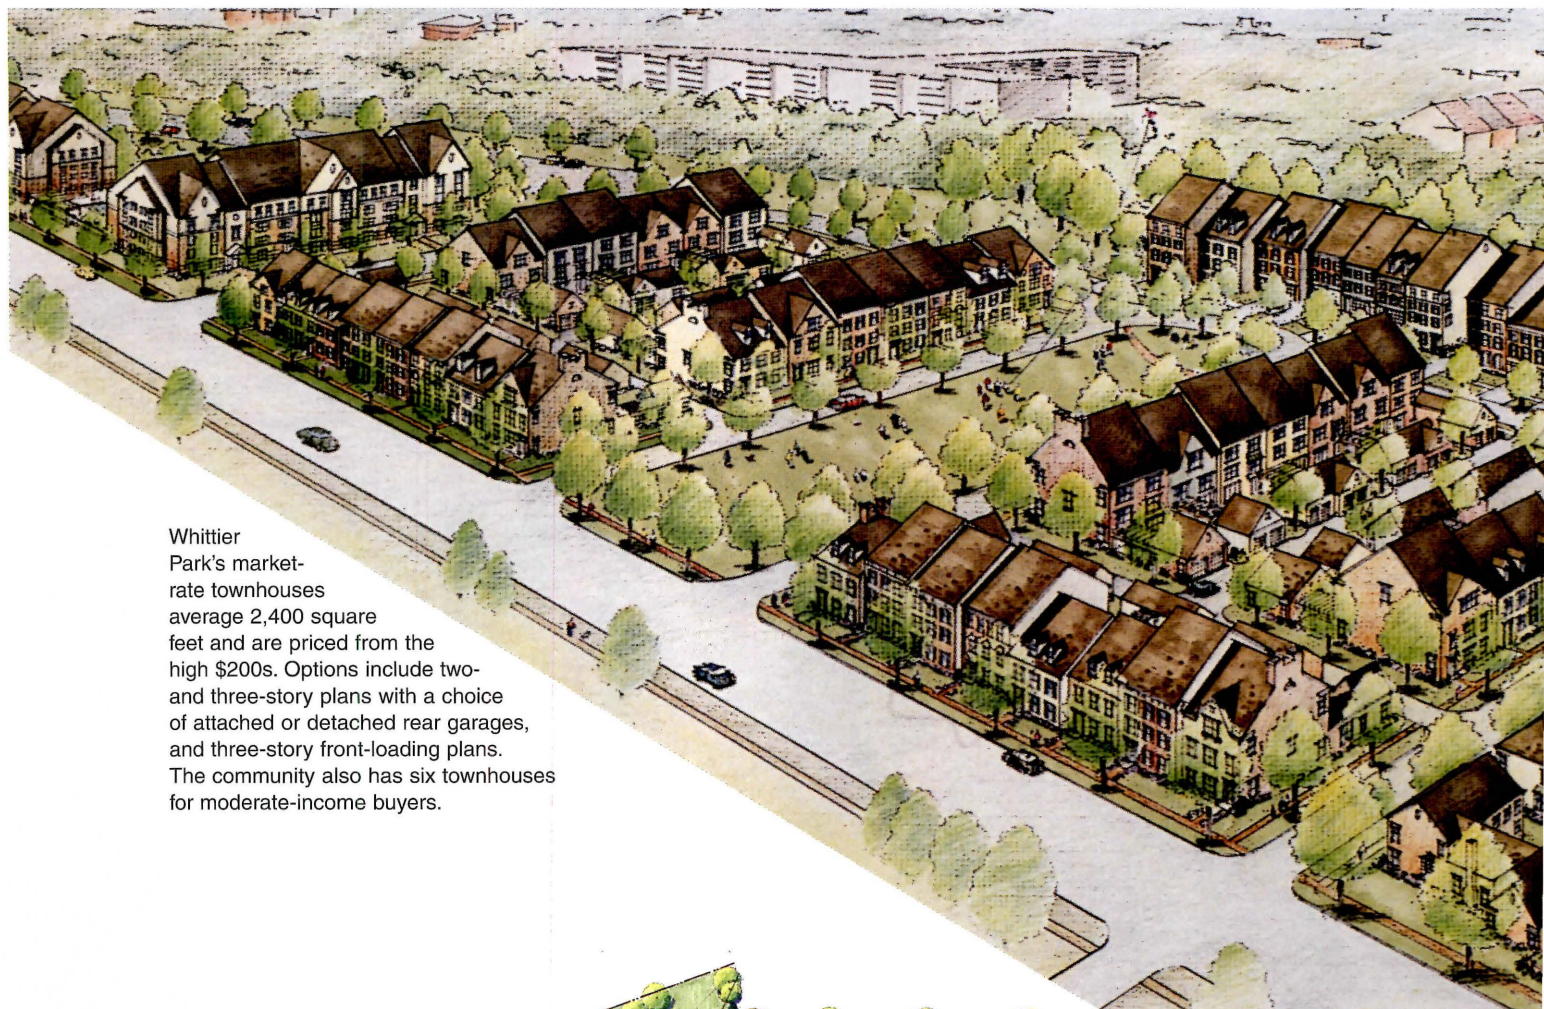 Whittier
Park's market-
rate townhouses
average 2,400 square
feet and are priced from the
high $200s. Options include two-
and three-story plans with a choice
of attached or detached rear garages,
and three-story front-loading plans.
The community also has six townhouses
for moderate-income buyers.